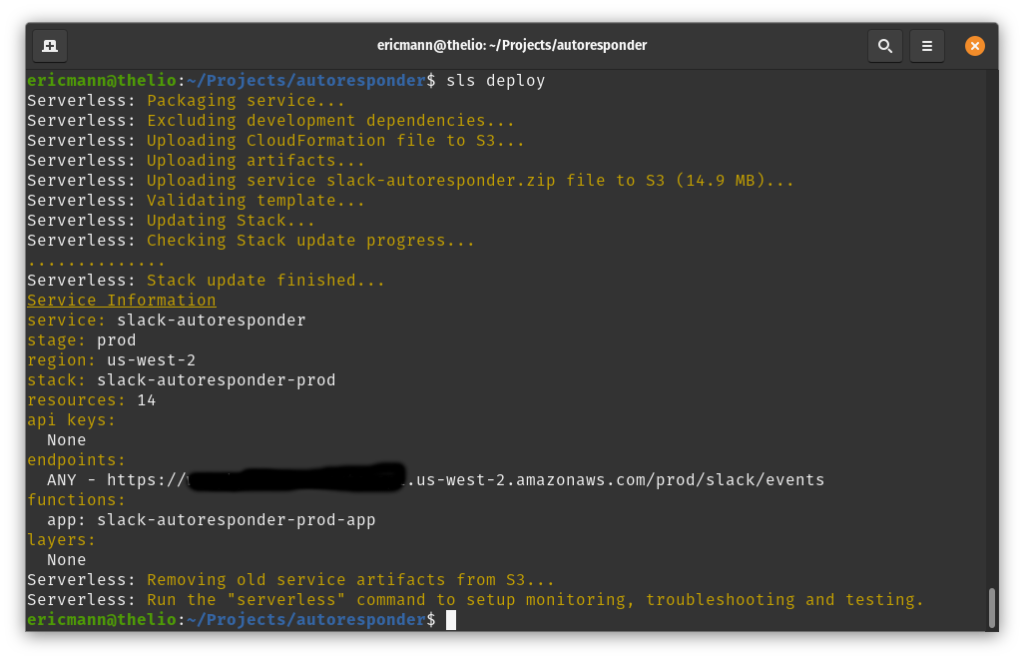 ericmann@thelio: ~/Projects/autoresponder
ericmann@thelio:~/Projects/autoresponder$ sls deploy
Serverless: Packaging service...
Serverless: Excluding development dependencies...
Serverless: Uploading CloudFormation file to S3...
Serverless: Uploading artifacts...
Serverless: Uploading service slack-autoresponder.zip file to S3 (14.9 MB)...
Serverless: Validating template...
Serverless: Updating Stack...
Serverless: Checking Stack update progress...
..............
Serverless: Stack update finished...
Service Information
service: slack-autoresponder
stage: prod
region: us-west-2
stack: slack-autoresponder-prod
resources: 14
api keys:
  None
endpoints:
  ANY - https:// .us-west-2.amazonaws.com/prod/slack/events
functions:
  app: slack-autoresponder-prod-app
layers:
  None
Serverless: Removing old service artifacts from S3...
Serverless: Run the "serverless" command to setup monitoring, troubleshooting and testing.
ericmann@thelio:~/Projects/autoresponder$